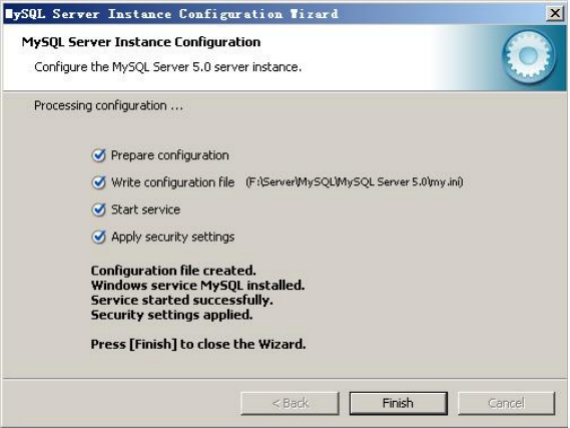 MySQL Server Instance Configuration Wizard
MySQL Server Instance Configuration
Configure the MySQL Server 5.0 server instance.
Processing configuration ...
Prepare configuration
Write configuration file (F:\Server\MySQL\MySQL Server 5.0\my.ini)
Start service
Apply security settings
Configuration file created.
Windows service MySQL installed.
Service started successfully.
Security settings applied.
Press [Finish] to close the Wizard.
< Back Finish Cancel